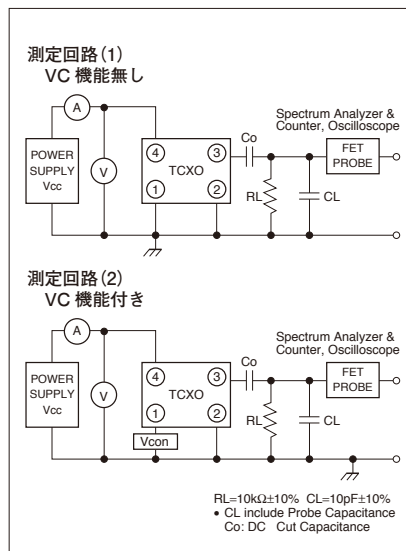 測定回路(1)
VC 機能無し
A
POWER
SUPPLY
Vcc
V
④ ③
TCXO
① ②
Co
RL
CL
Spectrum Analyzer &
Counter, Oscilloscope
FET
PROBE
測定回路(2)
VC 機能付き
A
POWER
SUPPLY
Vcc
V
④ ③
TCXO
① ②
Vcon
Co
RL
CL
Spectrum Analyzer &
Counter, Oscilloscope
FET
PROBE
RL=10kΩ±10% CL=10pF±10%
• CL include Probe Capacitance
Co: DC Cut Capacitance